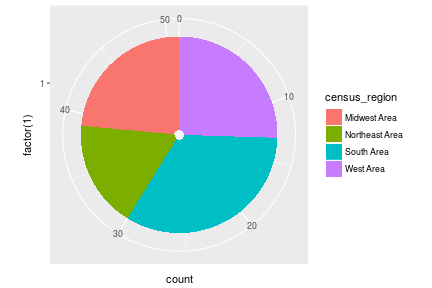 50 0
10
1
40
factor(1)
30
20
count
census_region
Midwest Area
Northeast Area
South Area
West Area